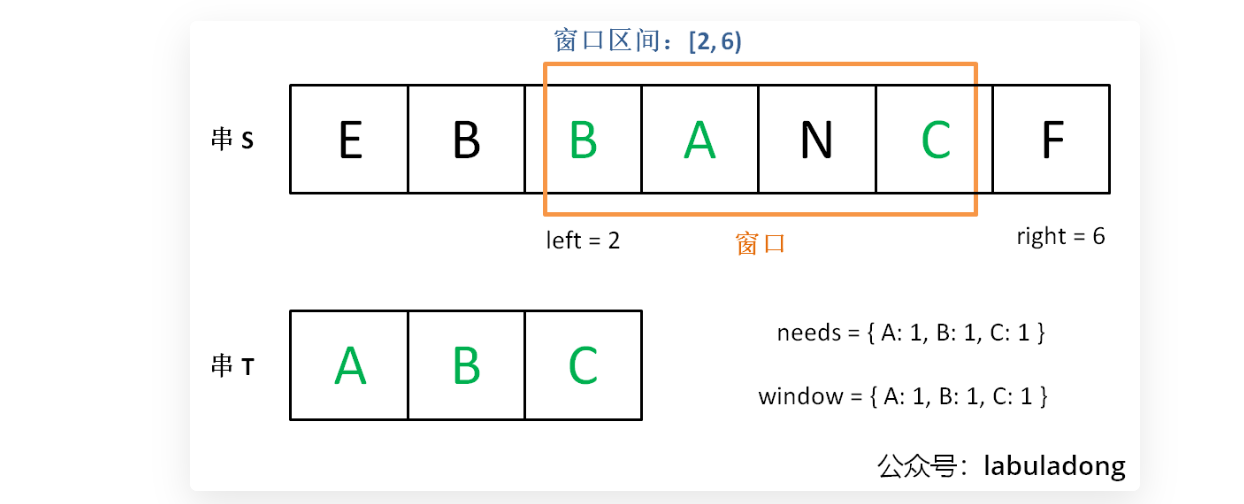 窗口区间：[2, 6)
串 S E B B A N C F
left = 2 窗口 right = 6
串 T A B C
needs = { A: 1, B: 1, C: 1 }
window = { A: 1, B: 1, C: 1 }
公众号：labuladong